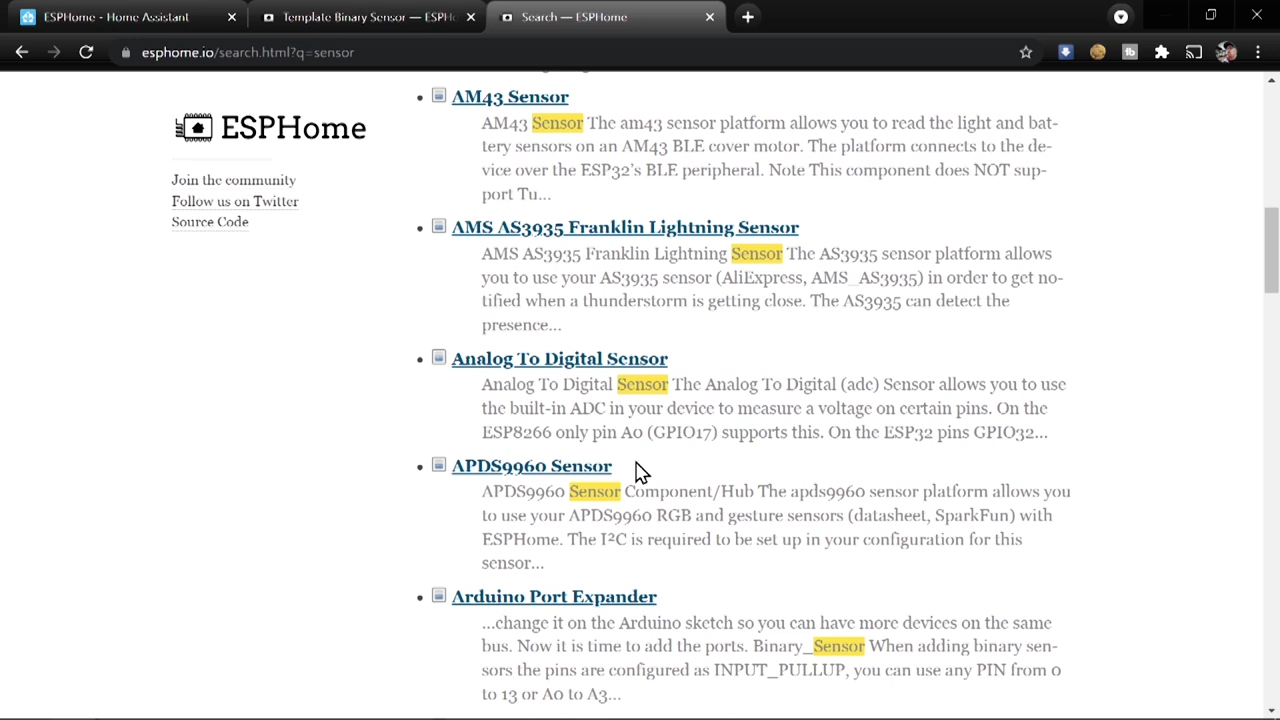 ESPHome - Home Assistant
Template Binary Sensor — ESPH
Search — ESPHome
esphome.io/search.html?q=sensor
ESPHome
Join the community
Follow us on Twitter
Source Code
AM43 Sensor
AM43 Sensor The am43 sensor platform allows you to read the light and bat-
tery sensors on an AM43 BLE cover motor. The platform connects to the de-
vice over the ESP32’s BLE peripheral. Note This component does NOT sup-
port Tu...
AMS AS3935 Franklin Lightning Sensor
AMS AS3935 Franklin Lightning Sensor The AS3935 sensor platform allows
you to use your AS3935 sensor (AliExpress, AMS_AS3935) in order to get no-
tified when a thunderstorm is getting close. The AS3935 can detect the
presence...
Analog To Digital Sensor
Analog To Digital Sensor The Analog To Digital (adc) Sensor allows you to use
the built-in ADC in your device to measure a voltage on certain pins. On the
ESP8266 only pin A0 (GPIO17) supports this. On the ESP32 pins GPIO32...
APDS9960 Sensor
APDS9960 Sensor Component/Hub The apds9960 sensor platform allows you
to use your APDS9960 RGB and gesture sensors (datasheet, SparkFun) with
ESPHome. The I²C is required to be set up in your configuration for this
sensor...
Arduino Port Expander
...change it on the Arduino sketch so you can have more devices on the same
bus. Now it is time to add the ports. Binary_Sensor When adding binary sen-
sors the pins are configured as INPUT_PULLUP, you can use any PIN from 0
to 13 or A0 to A3...